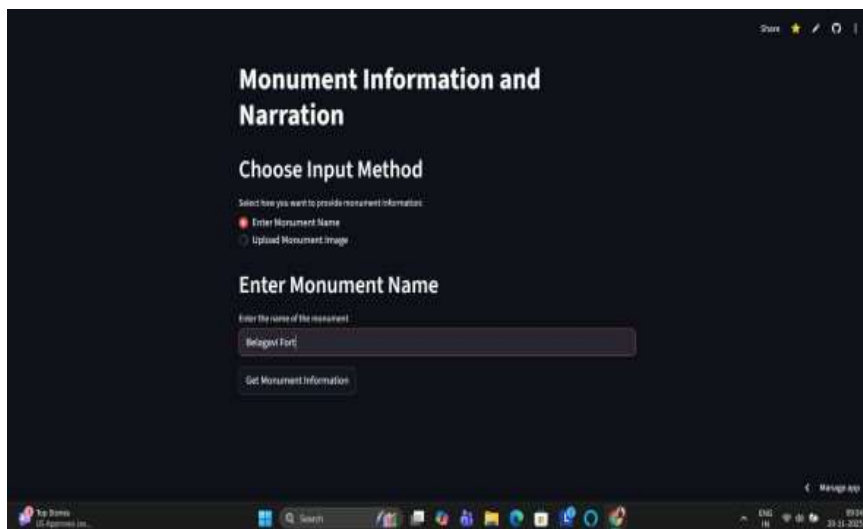 Share
Monument Information and
Narration
Choose Input Method
Select how you want to provide monument information:
Enter Monument Name
Upload Monument Image
Enter Monument Name
Enter the name of the monument
Belagavi Fort
Get Monument Information
Manage app
Top Stories
Search
ENG
IN